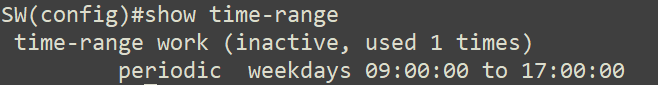 SW(config)#show time-range
time-range work (inactive, used 1 times)
periodic weekdays 09:00:00 to 17:00:00